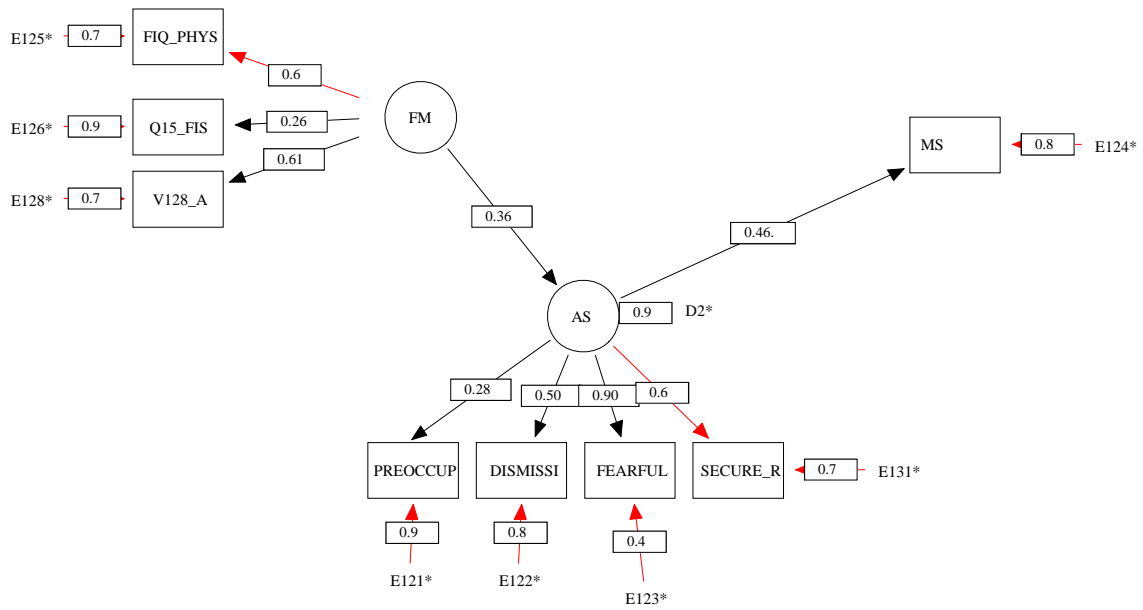 E125*
0.7
FIQ_PHYS
0.6
E126*
0.9
Q15_FIS
0.26
FM
E128*
0.7
V128_A
0.61
MS
0.8
E124*
0.36
0.46.
AS
0.9
D2*
0.28
0.50
0.90
0.6
PREOCCUP
DISMISSI
FEARFUL
SECURE_R
0.7
E131*
0.9
0.8
0.4
E121*
E122*
E123*